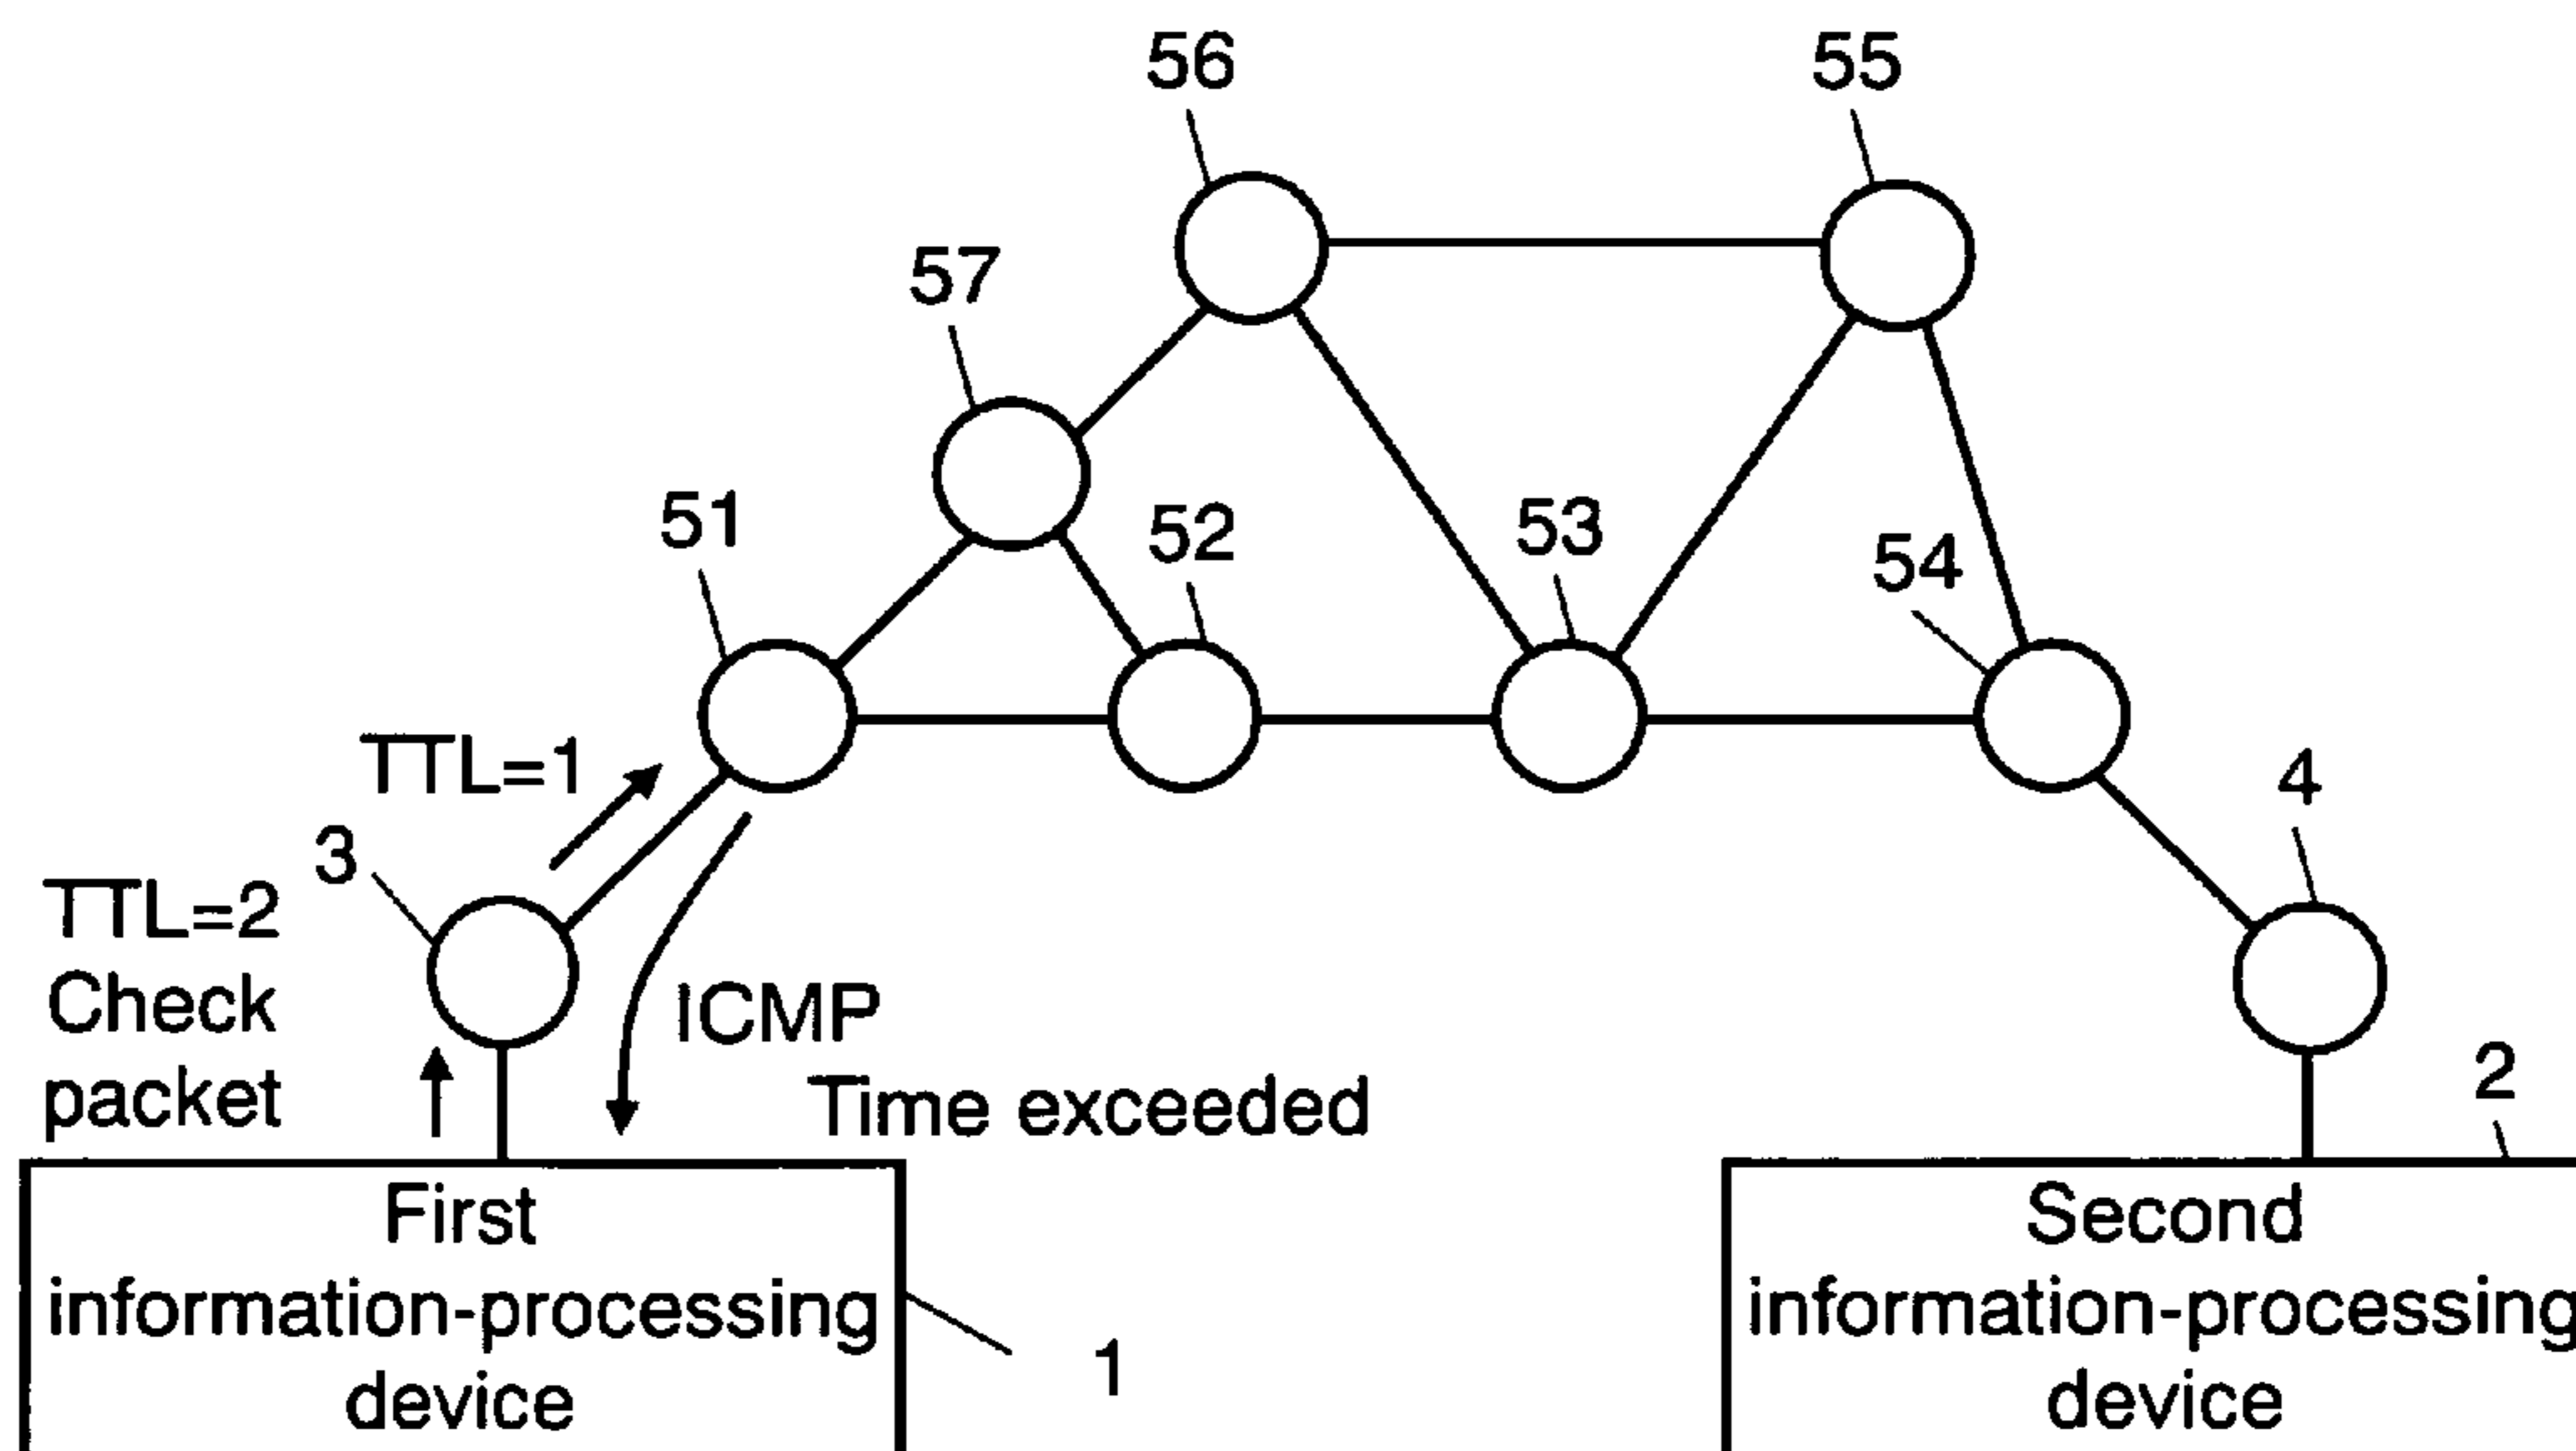 56
55
57
51
52
53
54
TTL=1
4
3
TTL=2
Check
packet
ICMP
Time exceeded
2
First
information-processing
device
1
Second
information-processing
device